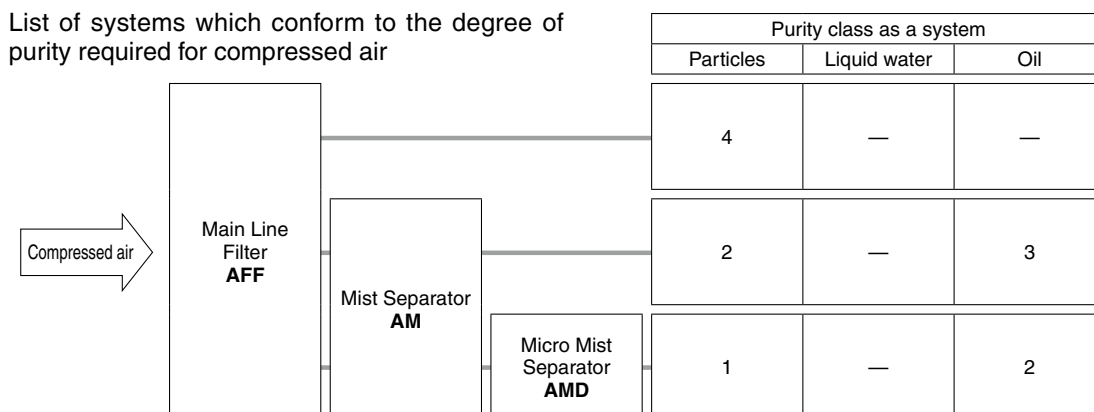 List of systems which conform to the degree of
purity required for compressed air
Purity class as a system
Particles
Liquid water
Oil
4
—
—
Compressed air
Main Line
Filter
AFF
2
—
3
Mist Separator
AM
Micro Mist
Separator
AMD
1
—
2